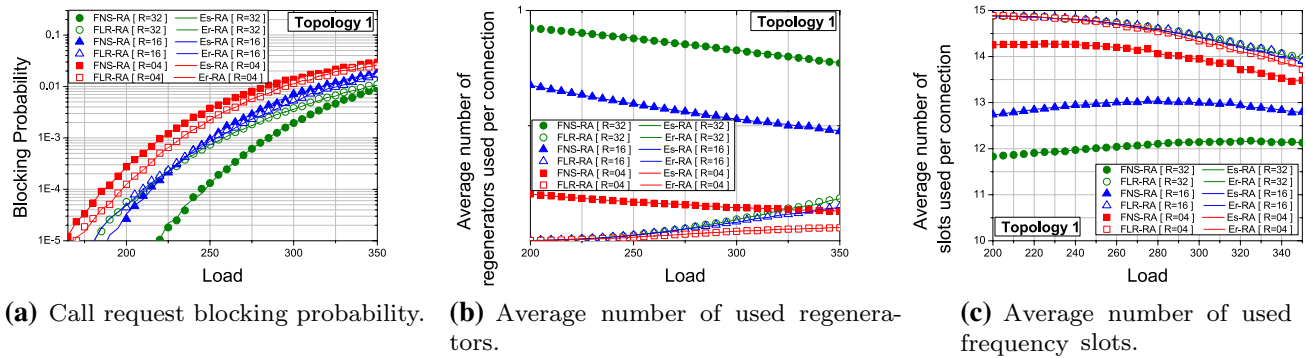 Topology 1
FNS-RA [ R=32 ] Es-RA [ R=32 ]
FLR-RA [ R=32 ] Er-RA [ R=32 ]
FNS-RA [ R=16 ] Es-RA [ R=16 ]
FLR-RA [ R=16 ] Er-RA [ R=16 ]
FNS-RA [ R=04 ] Es-RA [ R=04 ]
FLR-RA [ R=04 ] Er-RA [ R=04 ]
Blocking Probability
0.1
0.01
1E-3
1E-4
1E-5
200 250 300 350
Load
(a) Call request blocking probability.
Topology 1
Average number of
regenerators used per connection
1
FNS-RA [ R=32 ] Es-RA [ R=32 ]
FLR-RA [ R=32 ] Er-RA [ R=32 ]
FNS-RA [ R=16 ] Es-RA [ R=16 ]
FLR-RA [ R=16 ] Er-RA [ R=16 ]
FNS-RA [ R=04 ] Es-RA [ R=04 ]
FLR-RA [ R=04 ] Er-RA [ R=04 ]
200 250 300 350
Load
(b) Average number of used regenera-
tors.
Average number of
slots used per connection
15
14
13
12
11
10
FNS-RA [ R=32 ] Es-RA [ R=32 ]
FLR-RA [ R=32 ] Er-RA [ R=32 ]
FNS-RA [ R=16 ] Es-RA [ R=16 ]
FLR-RA [ R=16 ] Er-RA [ R=16 ]
FNS-RA [ R=04 ] Es-RA [ R=04 ]
FLR-RA [ R=04 ] Er-RA [ R=04 ]
Topology 1
200 220 240 260 280 300 320 340
Load
(c) Average number of used
frequency slots.